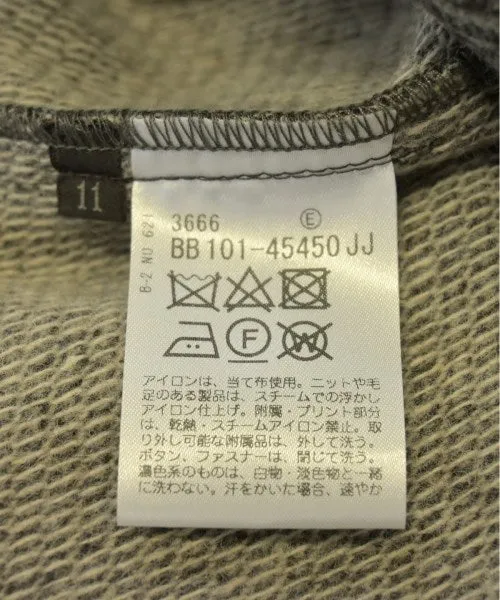 11
B-2 NO 621
3666 E
BB 101-45450 JJ
F
W
アイロンは、当て布使用。ニットや毛
足のある製品は、スチームでの浮かし
アイロン仕上げ。附属・プリント部分
は、乾熱・スチームアイロン禁止。取
り外し可能な附属品は、外して洗う。
ボタン、ファスナーは、閉じて洗う。
濃色系のものは、白物・淡色物と一緒
に洗わない。汗をかいた場合、速やか